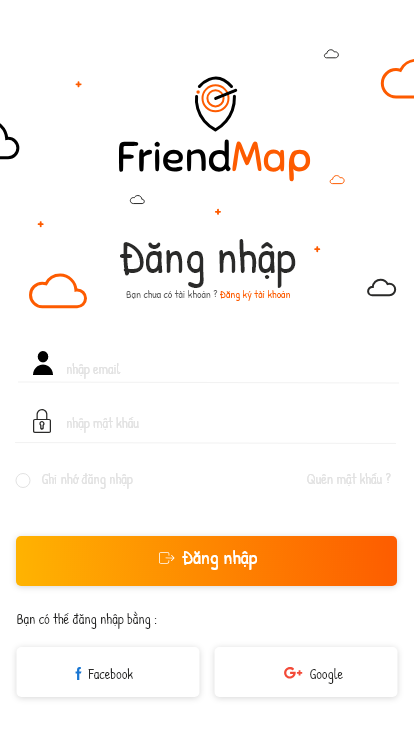 FriendMap
Đăng nhập
Bạn chưa có tài khoản ? Đăng ký tài khoản
nhập email
nhập mật khẩu
Ghi nhớ đăng nhập
Quên mật khẩu ?
Đăng nhập
Bạn có thể đăng nhập bằng :
Facebook
Google